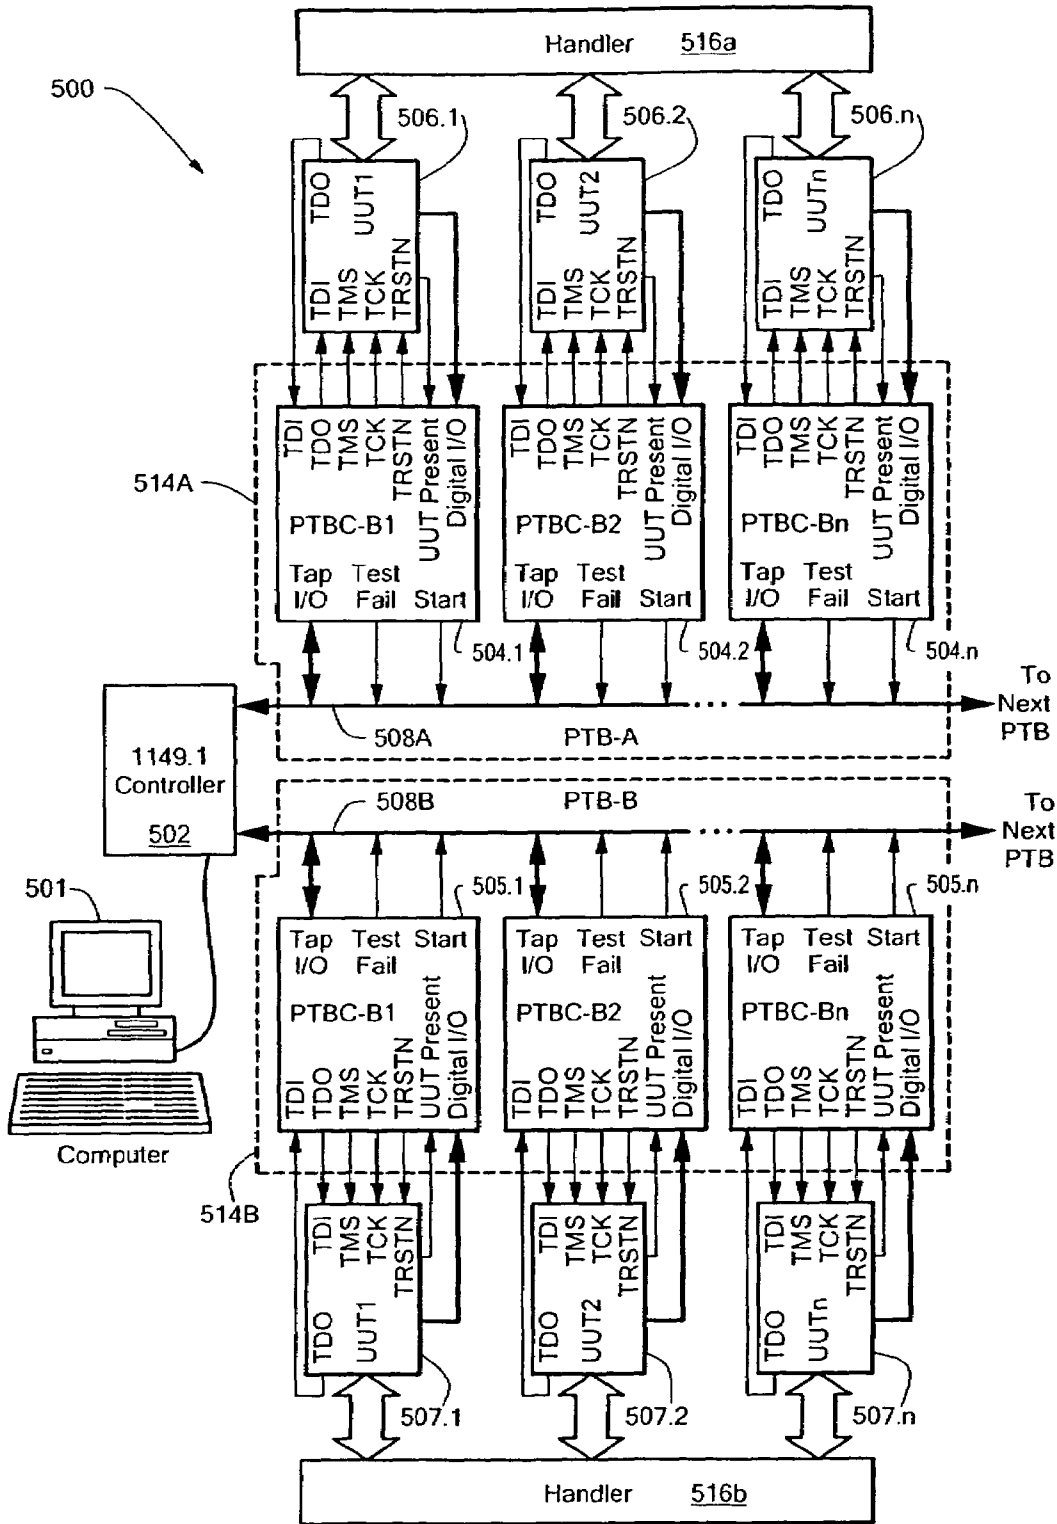 Handler 516a
500
506.1
506.2
506.n
TDO
UUT1
TDI
TMS
TCK
TRSTN
TDO
UUT2
TDI
TMS
TCK
TRSTN
TDO
UUTn
TDI
TMS
TCK
TRSTN
514A
TDI
TDO
TMS
TCK
TRSTN
UUT Present
Digital I/O
PTBC-B1
Tap I/O
Test Fail
Start
504.1
TDI
TDO
TMS
TCK
TRSTN
UUT Present
Digital I/O
PTBC-B2
Tap I/O
Test Fail
Start
504.2
TDI
TDO
TMS
TCK
TRSTN
UUT Present
Digital I/O
PTBC-Bn
Tap I/O
Test Fail
Start
504.n
To
Next
PTB
508A
PTB-A
1149.1
Controller
502
508B
PTB-B
To
Next
PTB
501
Computer
505.1
Tap I/O
Test Fail
Start
PTBC-B1
TDI
TDO
TMS
TCK
TRSTN
UUT Present
Digital I/O
505.2
Tap I/O
Test Fail
Start
PTBC-B2
TDI
TDO
TMS
TCK
TRSTN
UUT Present
Digital I/O
505.n
Tap I/O
Test Fail
Start
PTBC-Bn
TDI
TDO
TMS
TCK
TRSTN
UUT Present
Digital I/O
514B
TDI
TMS
TCK
TRSTN
TDO
UUT1
TDI
TMS
TCK
TRSTN
TDO
UUT2
TDI
TMS
TCK
TRSTN
TDO
UUTn
507.1
507.2
507.n
Handler 516b